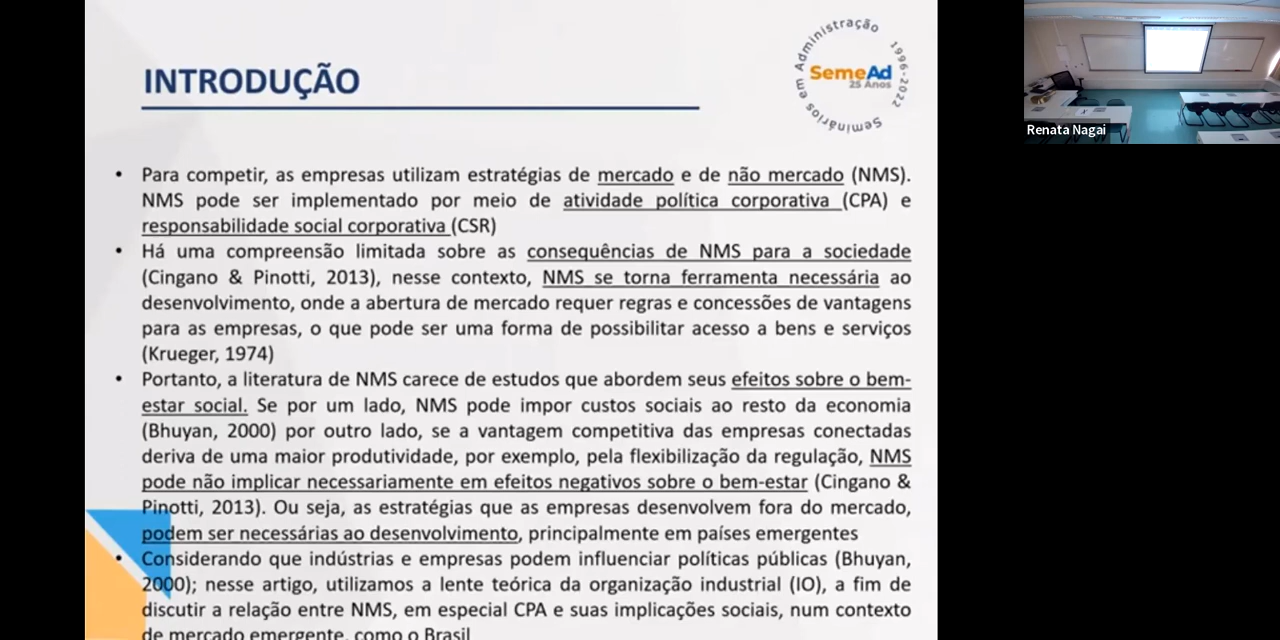 INTRODUÇÃO
Seminários em Administração 1996-2022
SemeAd
25 Anos
• Para competir, as empresas utilizam estratégias de mercado e de não mercado (NMS).
NMS pode ser implementado por meio de atividade política corporativa (CPA) e
responsabilidade social corporativa (CSR)
• Há uma compreensão limitada sobre as consequências de NMS para a sociedade
(Cingano & Pinotti, 2013), nesse contexto, NMS se torna ferramenta necessária ao
desenvolvimento, onde a abertura de mercado requer regras e concessões de vantagens
para as empresas, o que pode ser uma forma de possibilitar acesso a bens e serviços
(Krueger, 1974)
• Portanto, a literatura de NMS carece de estudos que abordem seus efeitos sobre o bem-
estar social. Se por um lado, NMS pode impor custos sociais ao resto da economia
(Bhuyan, 2000) por outro lado, se a vantagem competitiva das empresas conectadas
deriva de uma maior produtividade, por exemplo, pela flexibilização da regulação, NMS
pode não implicar necessariamente em efeitos negativos sobre o bem-estar (Cingano &
Pinotti, 2013). Ou seja, as estratégias que as empresas desenvolvem fora do mercado,
podem ser necessárias ao desenvolvimento, principalmente em países emergentes
• Considerando que indústrias e empresas podem influenciar políticas públicas (Bhuyan,
2000); nesse artigo, utilizamos a lente teórica da organização industrial (IO), a fim de
discutir a relação entre NMS, em especial CPA e suas implicações sociais, num contexto
de mercado emergente, como o Brasil
Renata Nagai